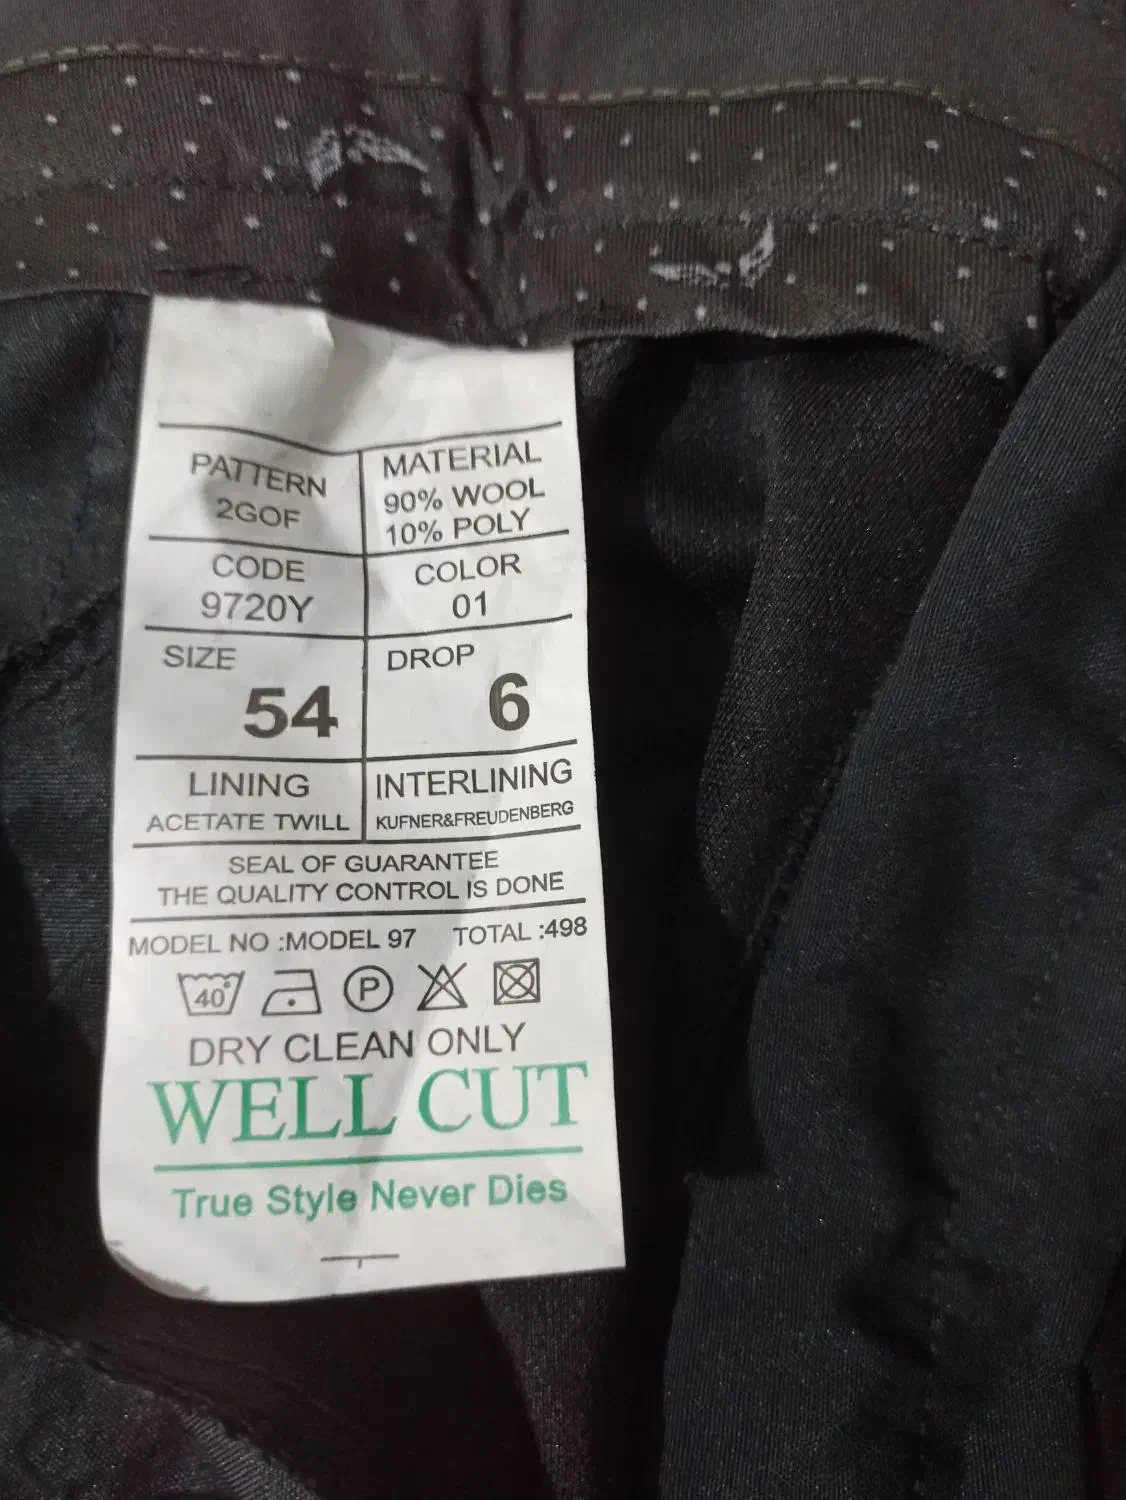 PATTERN
2GOF
MATERIAL
90% WOOL
10% POLY
CODE
9720Y
COLOR
01
SIZE
54
DROP
6
LINING
ACETATE TWILL
INTERLINING
KUFNER&FREUDENBERG
SEAL OF GUARANTEE
THE QUALITY CONTROL IS DONE
MODEL NO :MODEL 97 TOTAL :498
40° P
DRY CLEAN ONLY
WELL CUT
True Style Never Dies